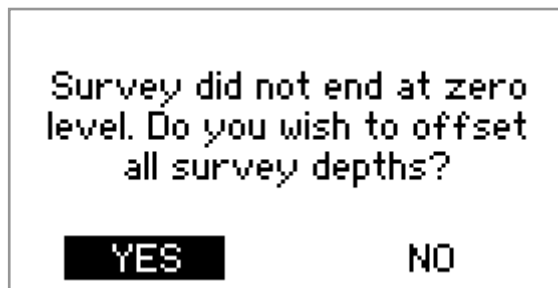 Survey did not end at zero
level. Do you wish to offset
all survey depths?
YES NO